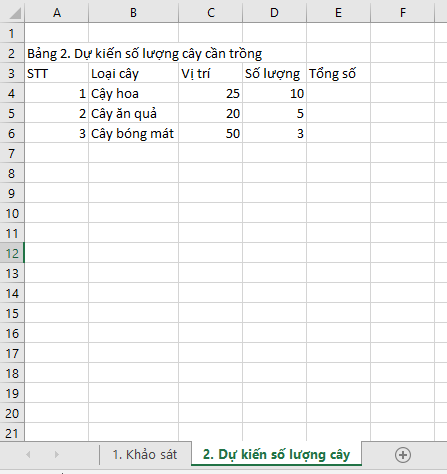 A B C D E F
1
2 Bảng 2. Dự kiến số lượng cây cần trồng
3 STT Loại cây Vị trí Số lượng Tổng số
4 1 Cậy hoa 25 10
5 2 Cây ăn quả 20 5
6 3 Cây bóng mát 50 3
7
8
9
10
11
12
13
14
15
16
17
18
19
20
21
1. Khảo sát 2. Dự kiến số lượng cây